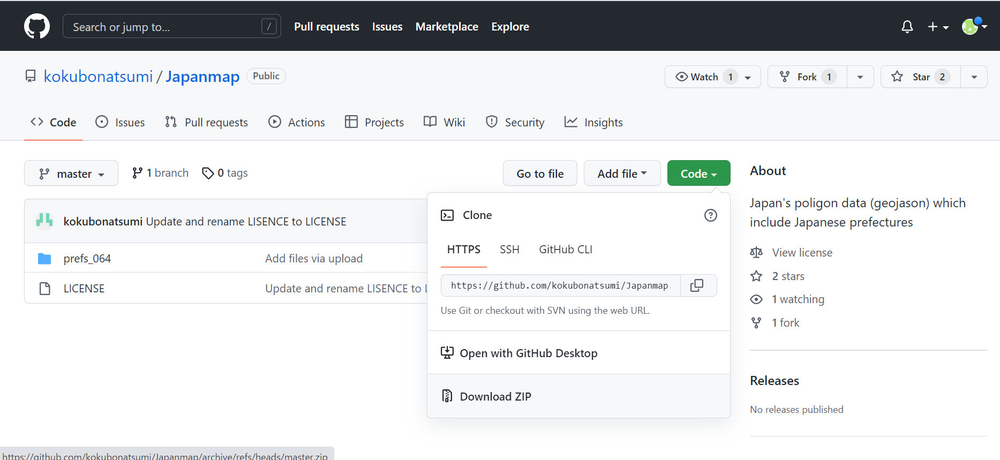 Search or jump to... /
Pull requests Issues Marketplace Explore
kokubonatsumi / Japanmap Public
Watch 1 Fork 1 Star 2
Code Issues Pull requests Actions Projects Wiki Security Insights
master 1 branch 0 tags
Go to file Add file Code
kokubonatsumi Update and rename LISENCE to LICENSE
prefs_064 Add files via upload
LICENSE Update and rename LISENCE to L
Clone
HTTPS SSH GitHub CLI
https://github.com/kokubonatsumi/Japanmap.
Use Git or checkout with SVN using the web URL.
Open with GitHub Desktop
Download ZIP
About
Japan's poligon data (geojason) which
include Japanese prefectures
View license
2 stars
1 watching
1 fork
Releases
No releases published
https://github.com/kokubonatsumi/Japanmap/archive/refs/heads/master.zip